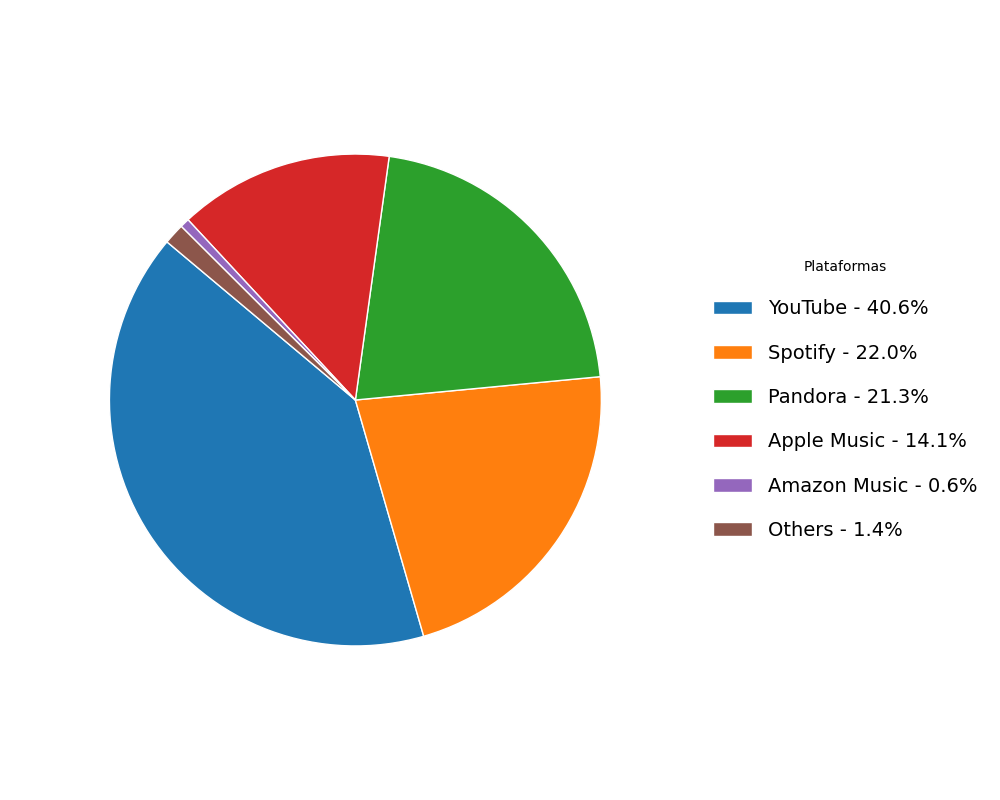 Plataformas
YouTube - 40.6%
Spotify - 22.0%
Pandora - 21.3%
Apple Music - 14.1%
Amazon Music - 0.6%
Others - 1.4%